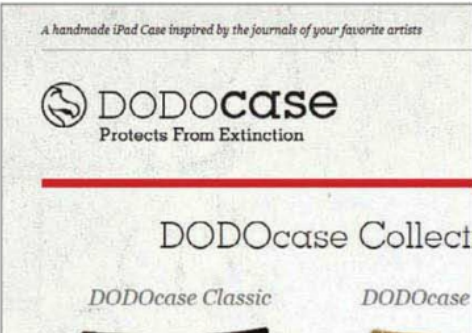 A handmade iPad Case inspired by the journals of your favorite artists
DODOcase
Protects From Extinction
DODOcase Collect
DODOcase Classic
DODOcase